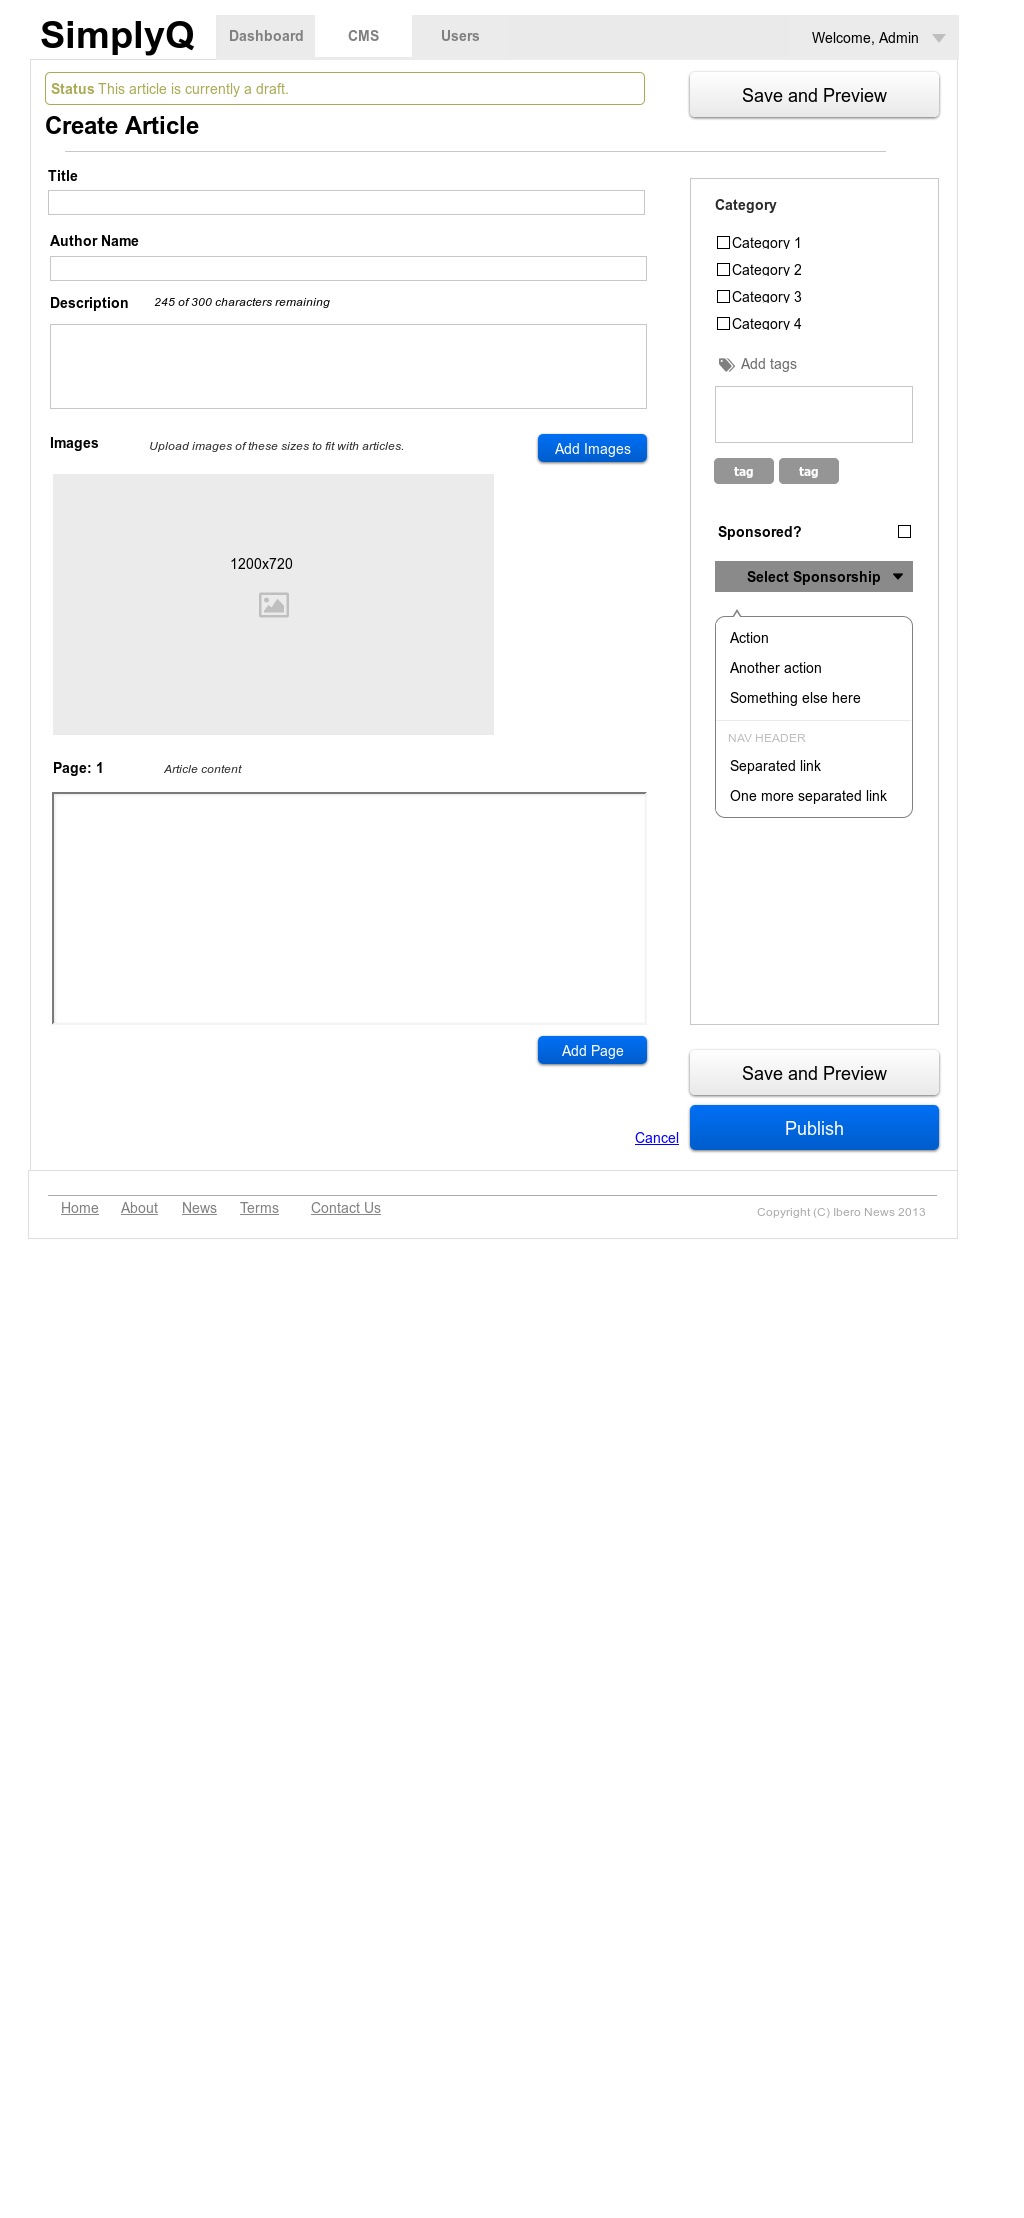 SimplyQ
Dashboard
CMS
Users
Welcome, Admin
Status This article is currently a draft.
Save and Preview
Create Article
Title
Author Name
Description
245 of 300 characters remaining
Images
Upload images of these sizes to fit with articles.
Add Images
1200x720
Page: 1
Article content
Add Page
Category
Category 1
Category 2
Category 3
Category 4
Add tags
tag
tag
Sponsored?
Select Sponsorship
Action
Another action
Something else here
NAV HEADER
Separated link
One more separated link
Save and Preview
Cancel
Publish
Home
About
News
Terms
Contact Us
Copyright (C) Ibero News 2013